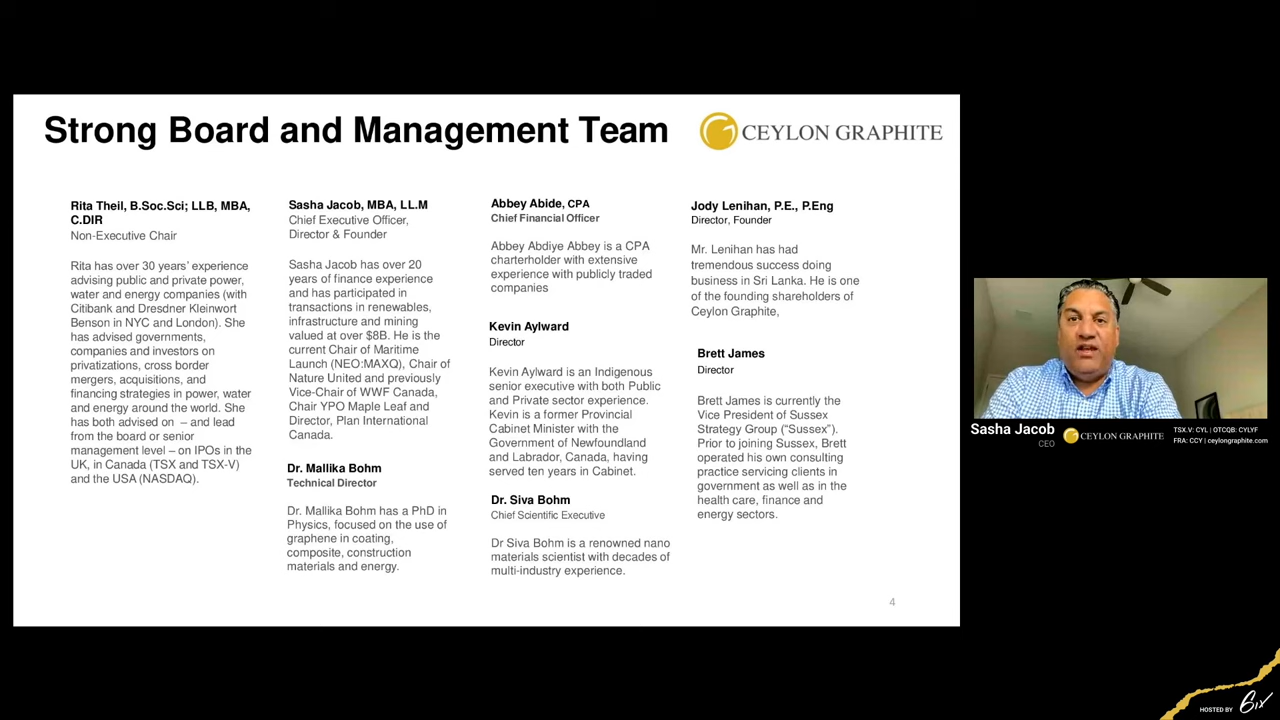 Strong Board and Management Team
CEYLON GRAPHITE
Rita Theil, B.Soc.Sci; LLB, MBA,
C.DIR
Non-Executive Chair
Rita has over 30 years' experience
advising public and private power,
water and energy companies (with
Citibank and Dresdner Kleinwort
Benson in NYC and London). She
has advised governments,
companies and investors on
privatizations, cross border
mergers, acquisitions, and
financing strategies in power, water
and energy around the world. She
has both advised on – and lead
from the board or senior
management level – on IPOs in the
UK, in Canada (TSX and TSX-V)
and the USA (NASDAQ).
Sasha Jacob, MBA, LL.M
Chief Executive Officer,
Director & Founder
Sasha Jacob has over 20
years of finance experience
and has participated in
transactions in renewables,
infrastructure and mining
valued at over $8B. He is the
current Chair of Maritime
Launch (NEO:MAXQ), Chair of
Nature United and previously
Vice-Chair of WWF Canada,
Chair YPO Maple Leaf and
Director, Plan International
Canada.
Dr. Mallika Bohm
Technical Director
Dr. Mallika Bohm has a PhD in
Physics, focused on the use of
graphene in coating,
composite, construction
materials and energy.
Abbey Abide, CPA
Chief Financial Officer
Abbey Abdiye Abbey is a CPA
charterholder with extensive
experience with publicly traded
companies
Kevin Aylward
Director
Kevin Aylward is an Indigenous
senior executive with both Public
and Private sector experience.
Kevin is a former Provincial
Cabinet Minister with the
Government of Newfoundland
and Labrador, Canada, having
served ten years in Cabinet.
Dr. Siva Bohm
Chief Scientific Executive
Dr Siva Bohm is a renowned nano
materials scientist with decades of
multi-industry experience.
Jody Lenihan, P.E., P.Eng
Director, Founder
Mr. Lenihan has had
tremendous success doing
business in Sri Lanka. He is one
of the founding shareholders of
Ceylon Graphite,
Brett James
Director
Brett James is currently the
Vice President of Sussex
Strategy Group ("Sussex").
Prior to joining Sussex, Brett
operated his own consulting
practice servicing clients in
government as well as in the
health care, finance and
energy sectors.
4
Sasha Jacob
CEO
CEYLON GRAPHITE
TSX.V: CYL | OTCQB: CYLYF
FRA: CCY | ceylongraphite.com
HOSTED BY 6ix